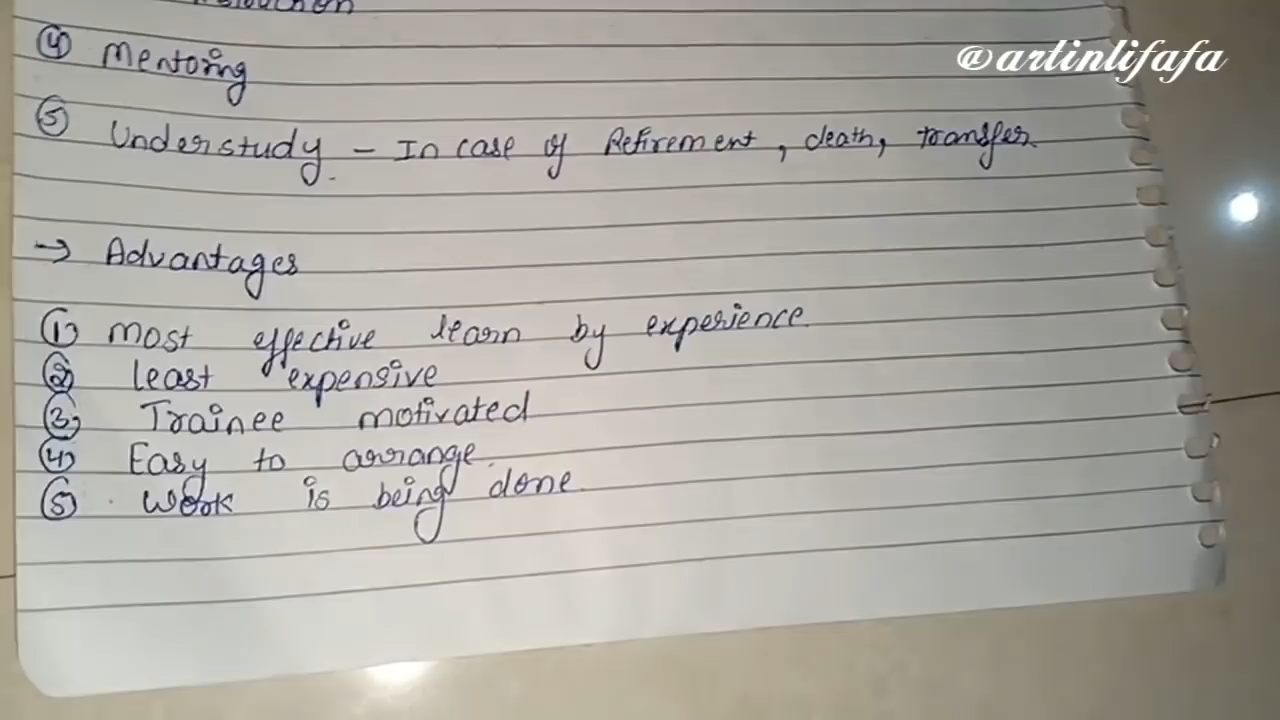 ④ Mentoring
@artinlifafa
⑤ Understudy - In case of Retirement, death, transfer.
→ Advantages
① most effective learn by experience.
② least expensive
③ Trainee motivated
④ Easy to arrange.
⑤ Work is being done